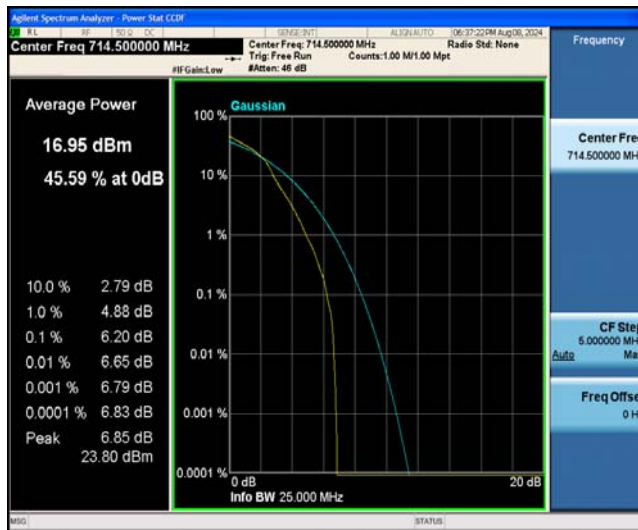 Agilent Spectrum Analyzer - Power Stat CCDF
RL RF 50 Ω DC SENSE:INT ALIGN AUTO 06:37:22 PM Aug 08, 2024
Center Freq 714.500000 MHz
Center Freq: 714.500000 MHz Radio Std: None
Trig: Free Run Counts:1.00 M/1.00 Mpt
#IFGain:Low #Atten: 46 dB
Frequency
Average Power
16.95 dBm
45.59 % at 0dB
10.0 % 2.79 dB
1.0 % 4.88 dB
0.1 % 6.20 dB
0.01 % 6.65 dB
0.001 % 6.79 dB
0.0001 % 6.83 dB
Peak 6.85 dB
23.80 dBm
Gaussian
100 %
10 %
1 %
0.1 %
0.01 %
0.001 %
0.0001 %
0 dB 20 dB
Info BW 25.000 MHz
Center Fre
714.500000 MH
CF Step
5.000000 MH
Auto Ma
Freq Offse
0 H
MSG STATUS